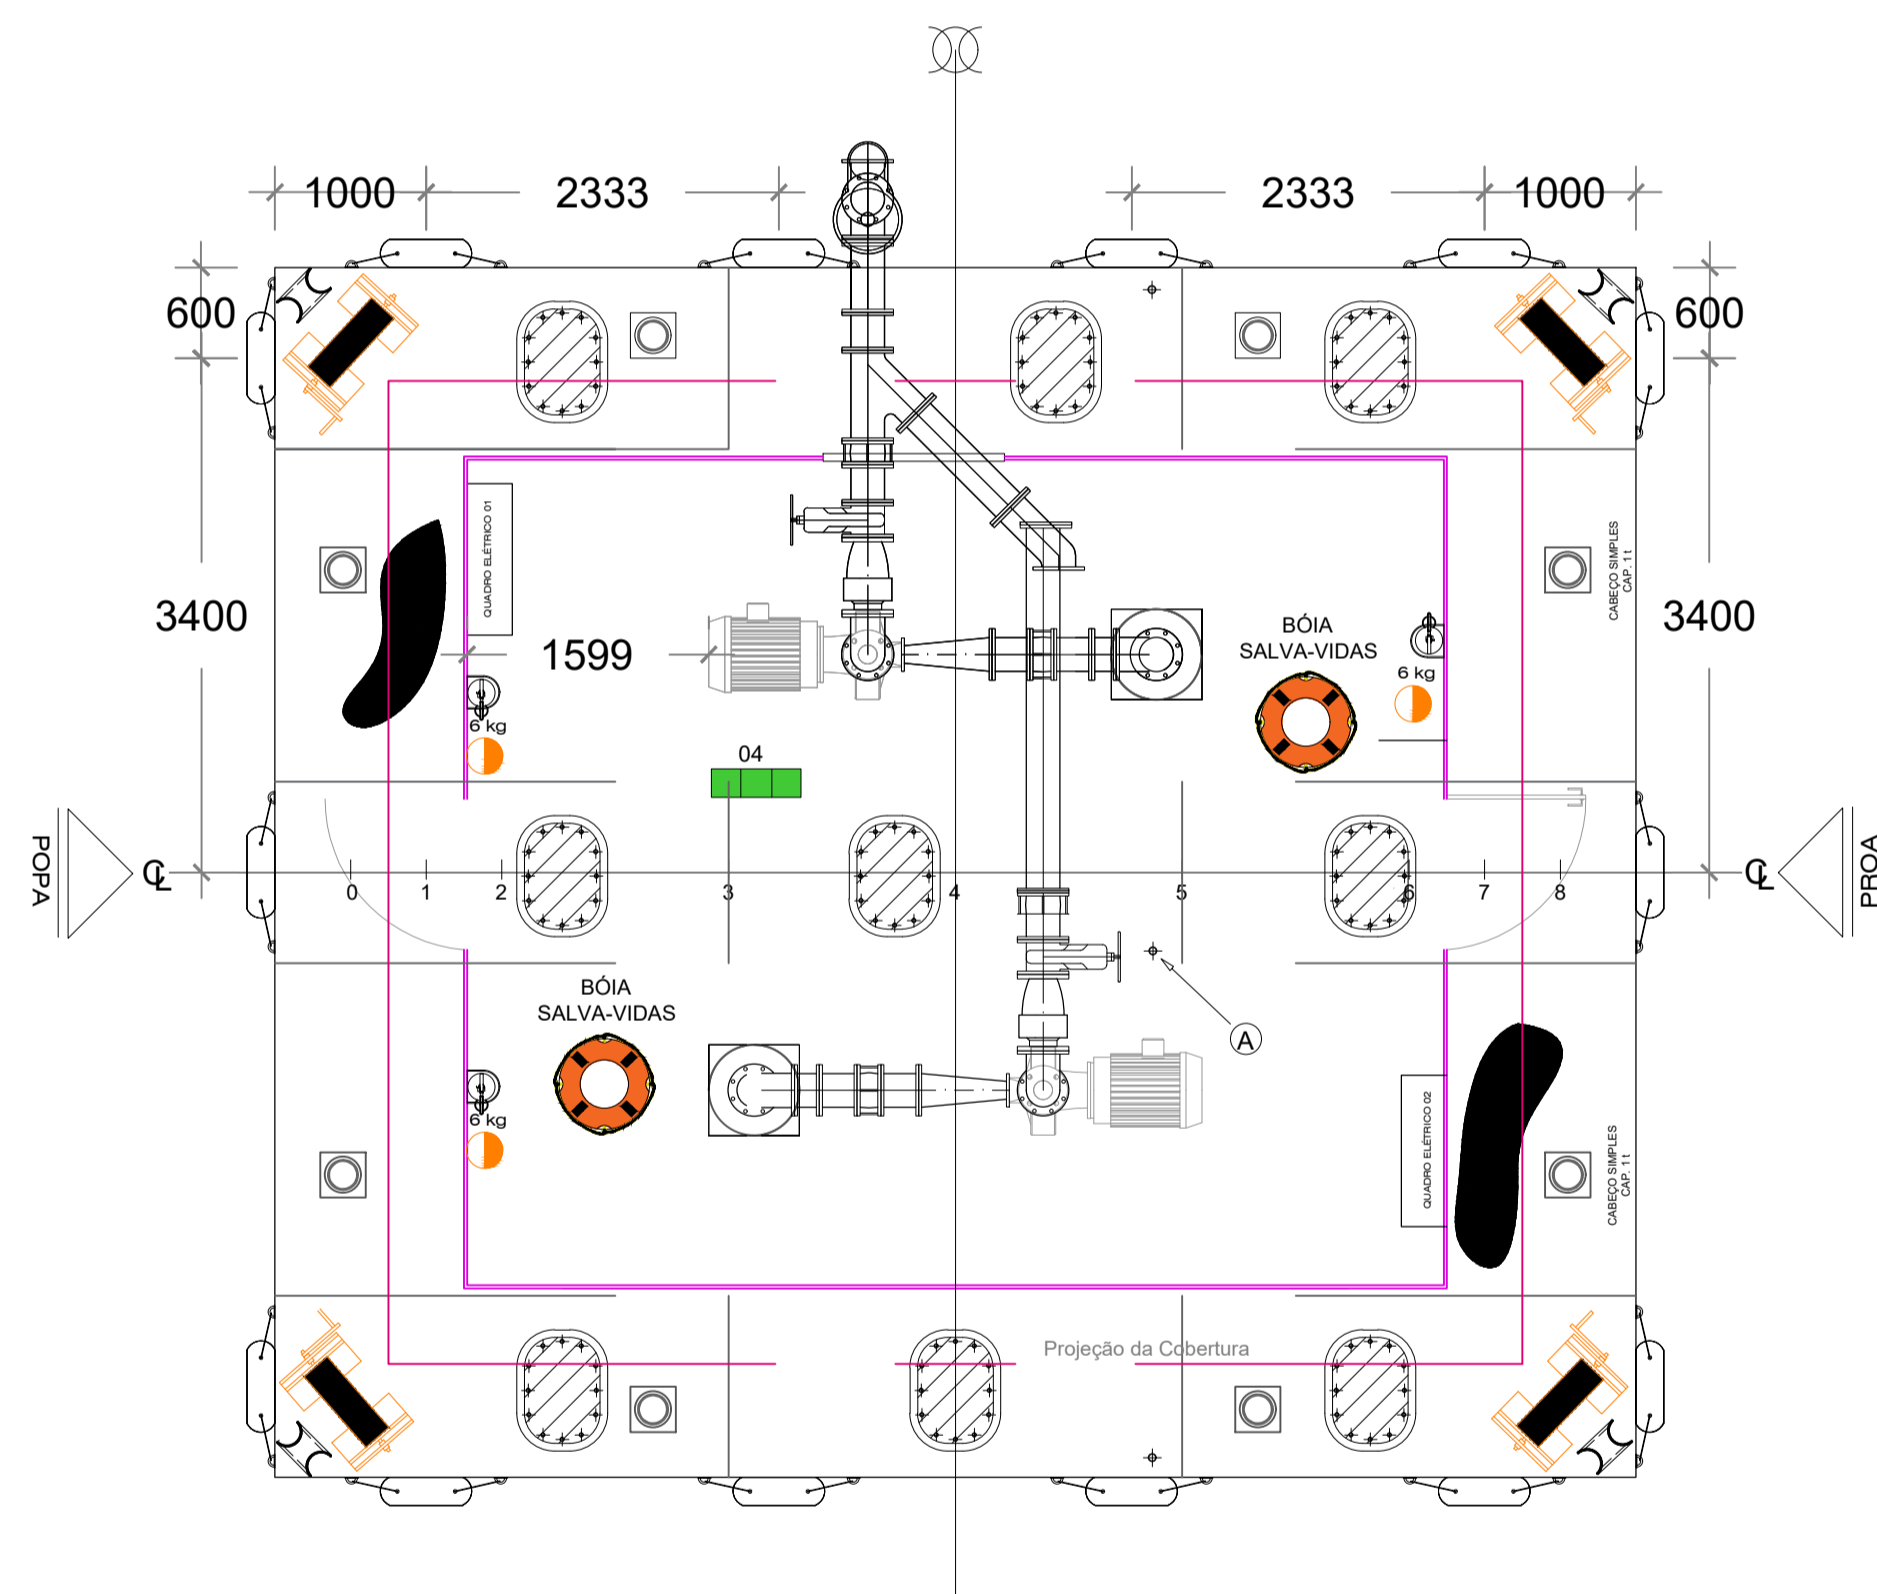 1000
2333
2333
1000
600
600
QUADRO ELÉTRICO 01
CABEÇO SIMPLES
CAP. 1 t
3400
1599
BÓIA
SALVA-VIDAS
3400
6 kg
6 kg
04
POPA
CL
0
1
2
3
4
5
6
7
8
CL
PROA
BÓIA
SALVA-VIDAS
A
6 kg
QUADRO ELÉTRICO 02
CABEÇO SIMPLES
CAP. 1 t
Projeção da Cobertura